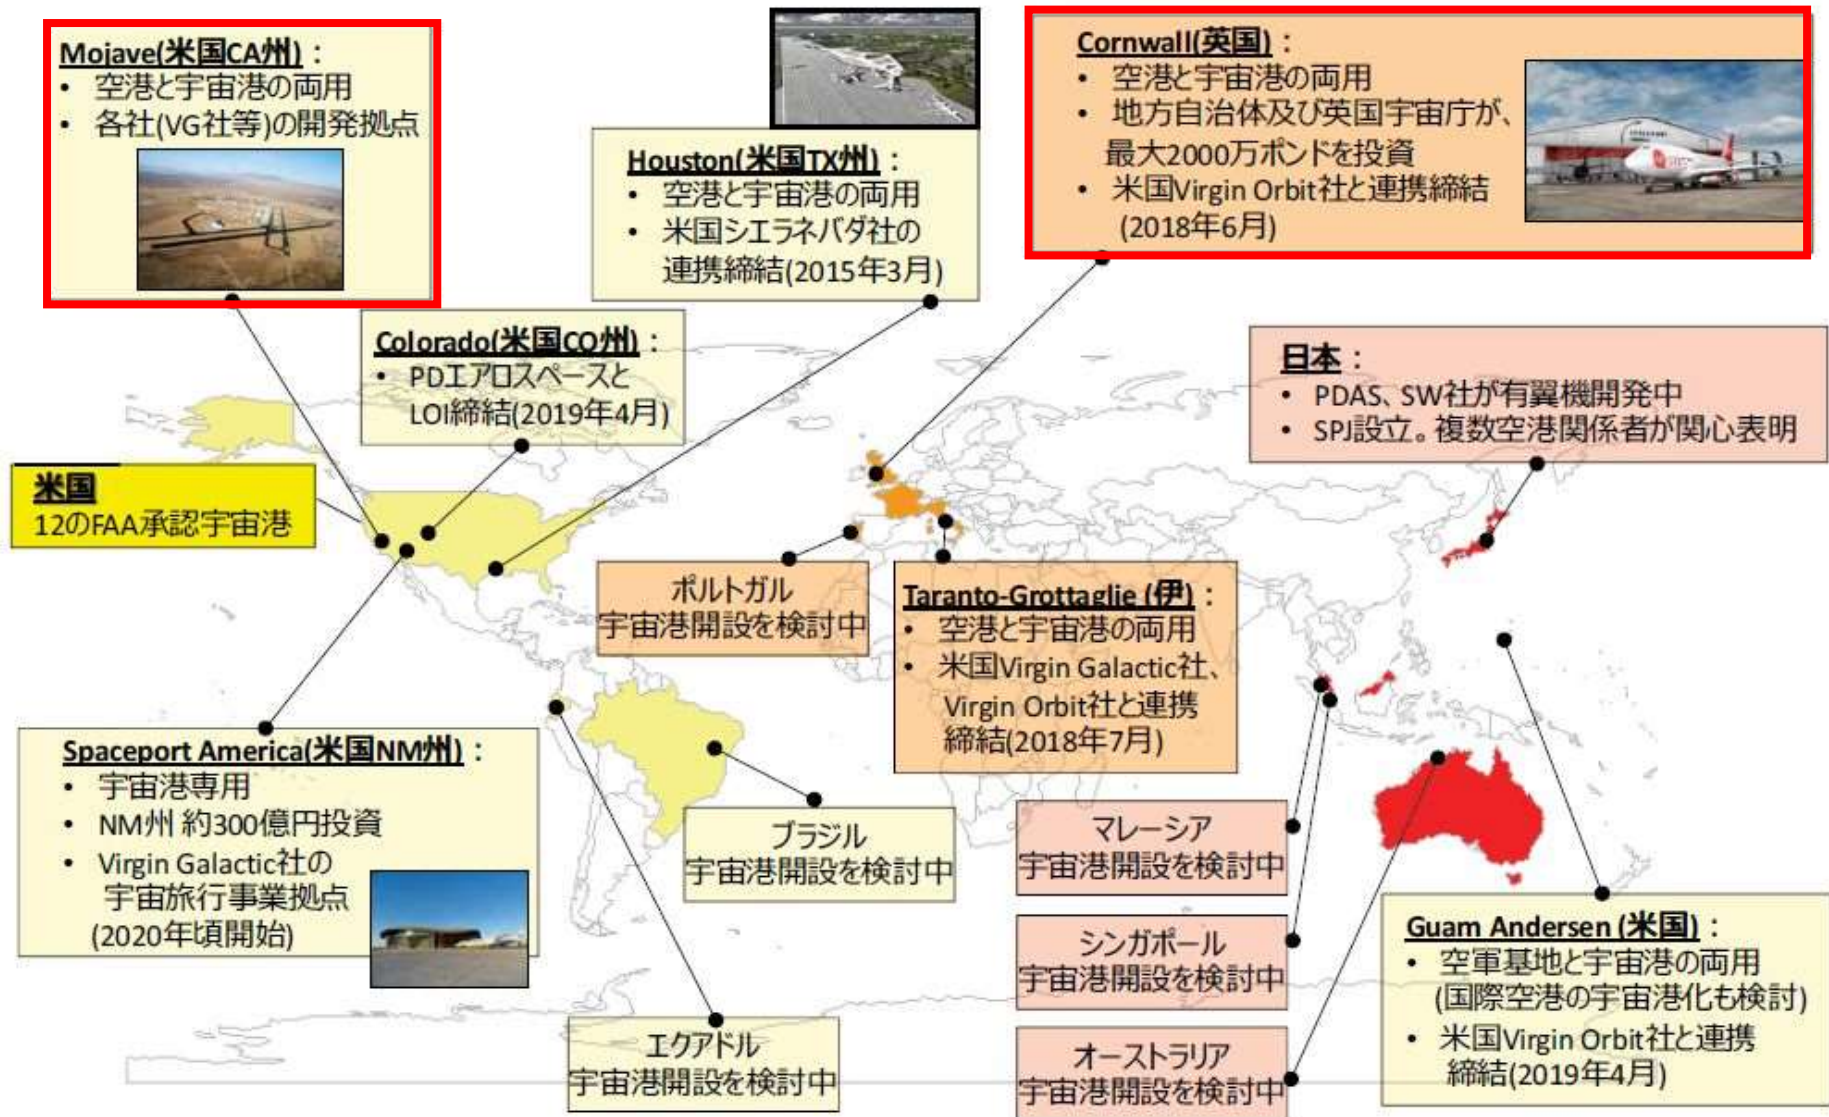 Mojave(米国CA州)：
• 空港と宇宙港の両用
• 各社(VG社等)の開発拠点
Houston(米国TX州)：
• 空港と宇宙港の両用
• 米国シエラネバダ社の
連携締結(2015年3月)
Cornwall(英国)：
• 空港と宇宙港の両用
• 地方自治体及び英国宇宙庁が、
最大2000万ポンドを投資
• 米国Virgin Orbit社と連携締結
(2018年6月)
Colorado(米国CO州)：
• PDエアロスペースと
LOI締結(2019年4月)
日本：
• PDAS、SW社が有翼機開発中
• SPJ設立。複数空港関係者が関心表明
米国
12のFAA承認宇宙港
ポルトガル
宇宙港開設を検討中
Taranto-Grottaglie (伊)：
• 空港と宇宙港の両用
• 米国Virgin Galactic社、
Virgin Orbit社と連携
締結(2018年7月)
Spaceport America(米国NM州)：
• 宇宙港専用
• NM州 約300億円投資
• Virgin Galactic社の
宇宙旅行事業拠点
(2020年頃開始)
ブラジル
宇宙港開設を検討中
マレーシア
宇宙港開設を検討中
シンガポール
宇宙港開設を検討中
Guam Andersen (米国)：
• 空軍基地と宇宙港の両用
(国際空港の宇宙港化も検討)
• 米国Virgin Orbit社と連携
締結(2019年4月)
エクアドル
宇宙港開設を検討中
オーストラリア
宇宙港開設を検討中